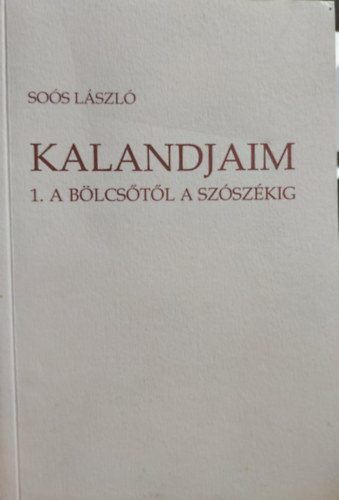 SOÓS LÁSZLÓ
KALANDJAIM
1. A BÖLCSŐTŐL A SZÓSZÉKIG